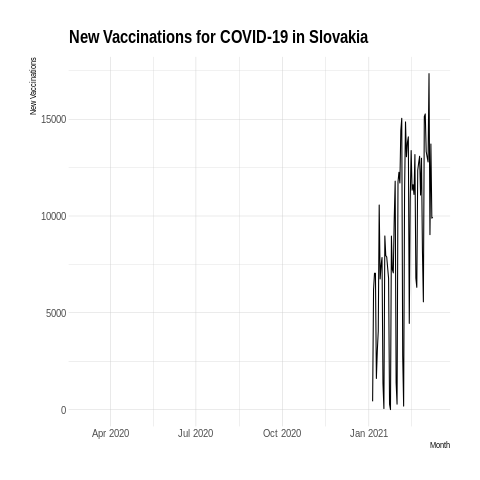 New Vaccinations for COVID-19 in Slovakia
New Vaccinations
15000
10000
5000
0
Apr 2020 Jul 2020 Oct 2020 Jan 2021
Month